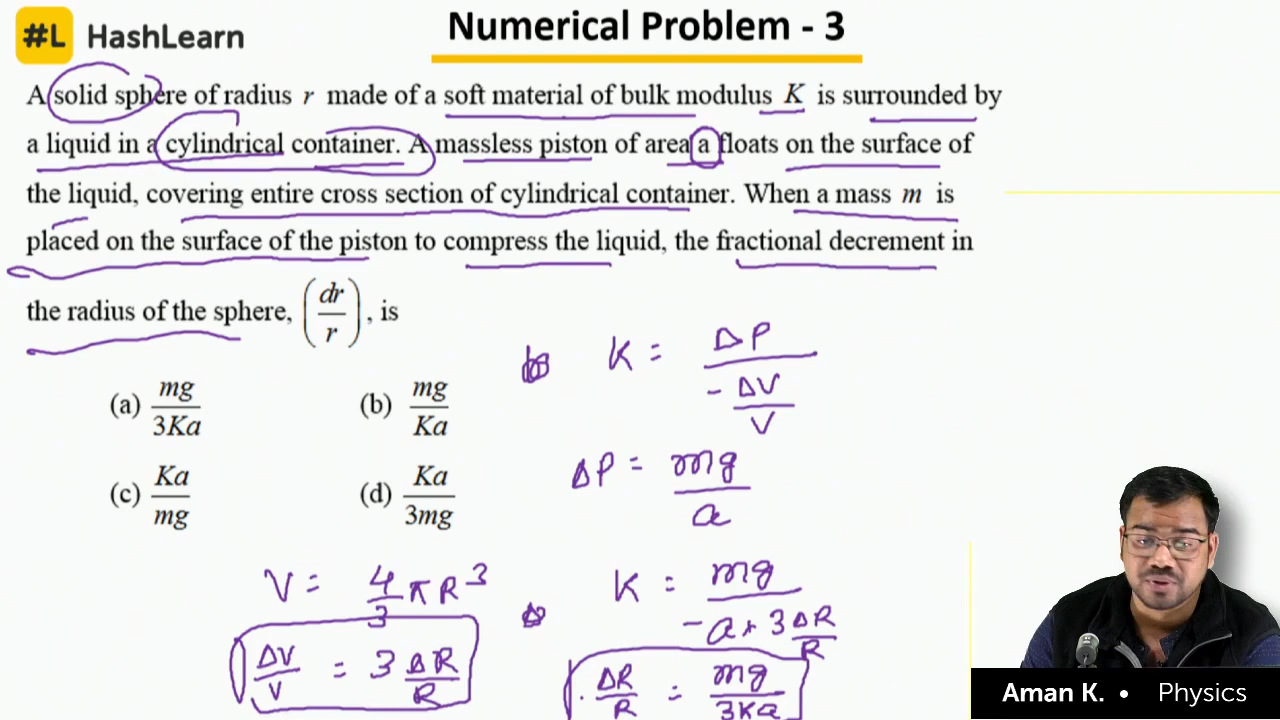 #L HashLearn
Numerical Problem - 3
A solid sphere of radius r made of a soft material of bulk modulus K is surrounded by
a liquid in a cylindrical container. A massless piston of area a floats on the surface of
the liquid, covering entire cross section of cylindrical container. When a mass m is
placed on the surface of the piston to compress the liquid, the fractional decrement in
the radius of the sphere, (dr/r), is
(a) mg/3Ka
(b) mg/Ka
(c) Ka/mg
(d) Ka/3mg
K = ΔP/(-ΔV/V)
ΔP = mg/a
V = 4/3 π R³
ΔV/V = 3 ΔR/R
K = mg/(-a × 3 ΔR/R)
ΔR/R = mg/3Ka
Aman K. • Physics